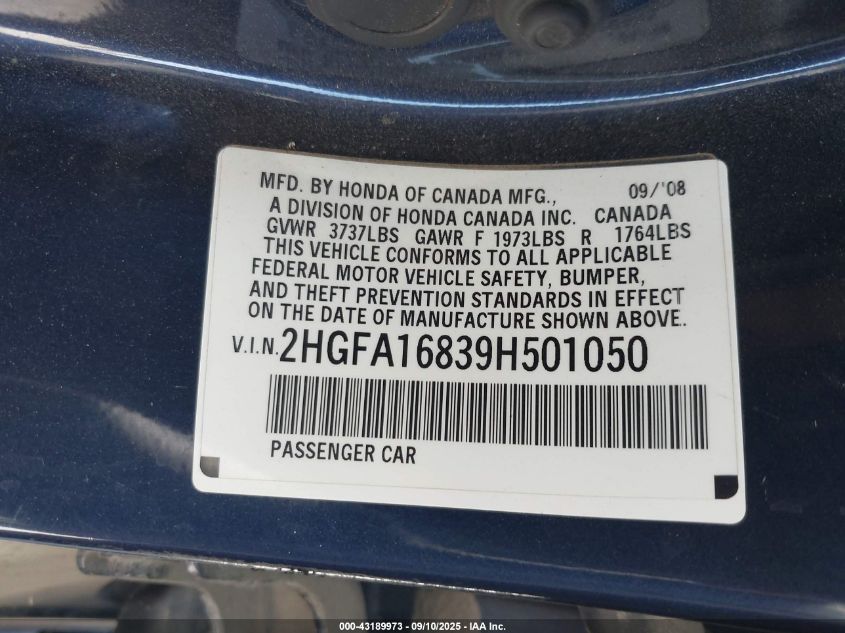 MFD. BY HONDA OF CANADA MFG., 09/'08
A DIVISION OF HONDA CANADA INC. CANADA
GVWR 3737LBS GAWR F 1973LBS R 1764LBS
THIS VEHICLE CONFORMS TO ALL APPLICABLE
FEDERAL MOTOR VEHICLE SAFETY, BUMPER,
AND THEFT PREVENTION STANDARDS IN EFFECT
ON THE DATE OF MANUFACTURE SHOWN ABOVE.
V.I.N. 2HGFA16839H501050
PASSENGER CAR
000-43189973 - 09/10/2025 - IAA Inc.